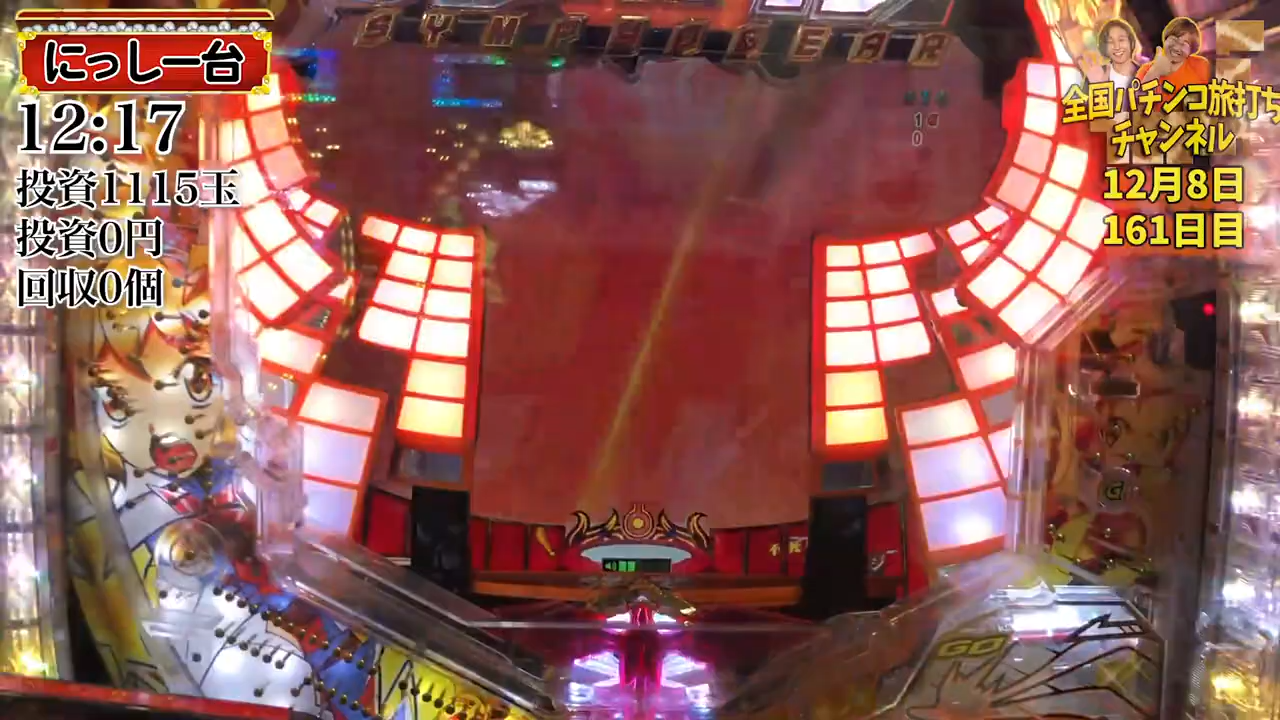 にっしー台
12:17
投資1115玉
投資0円
回収0個
SYMPHOGEAR
全国パチンコ旅打ち
チャンネル
12月8日
161日目
G
GO